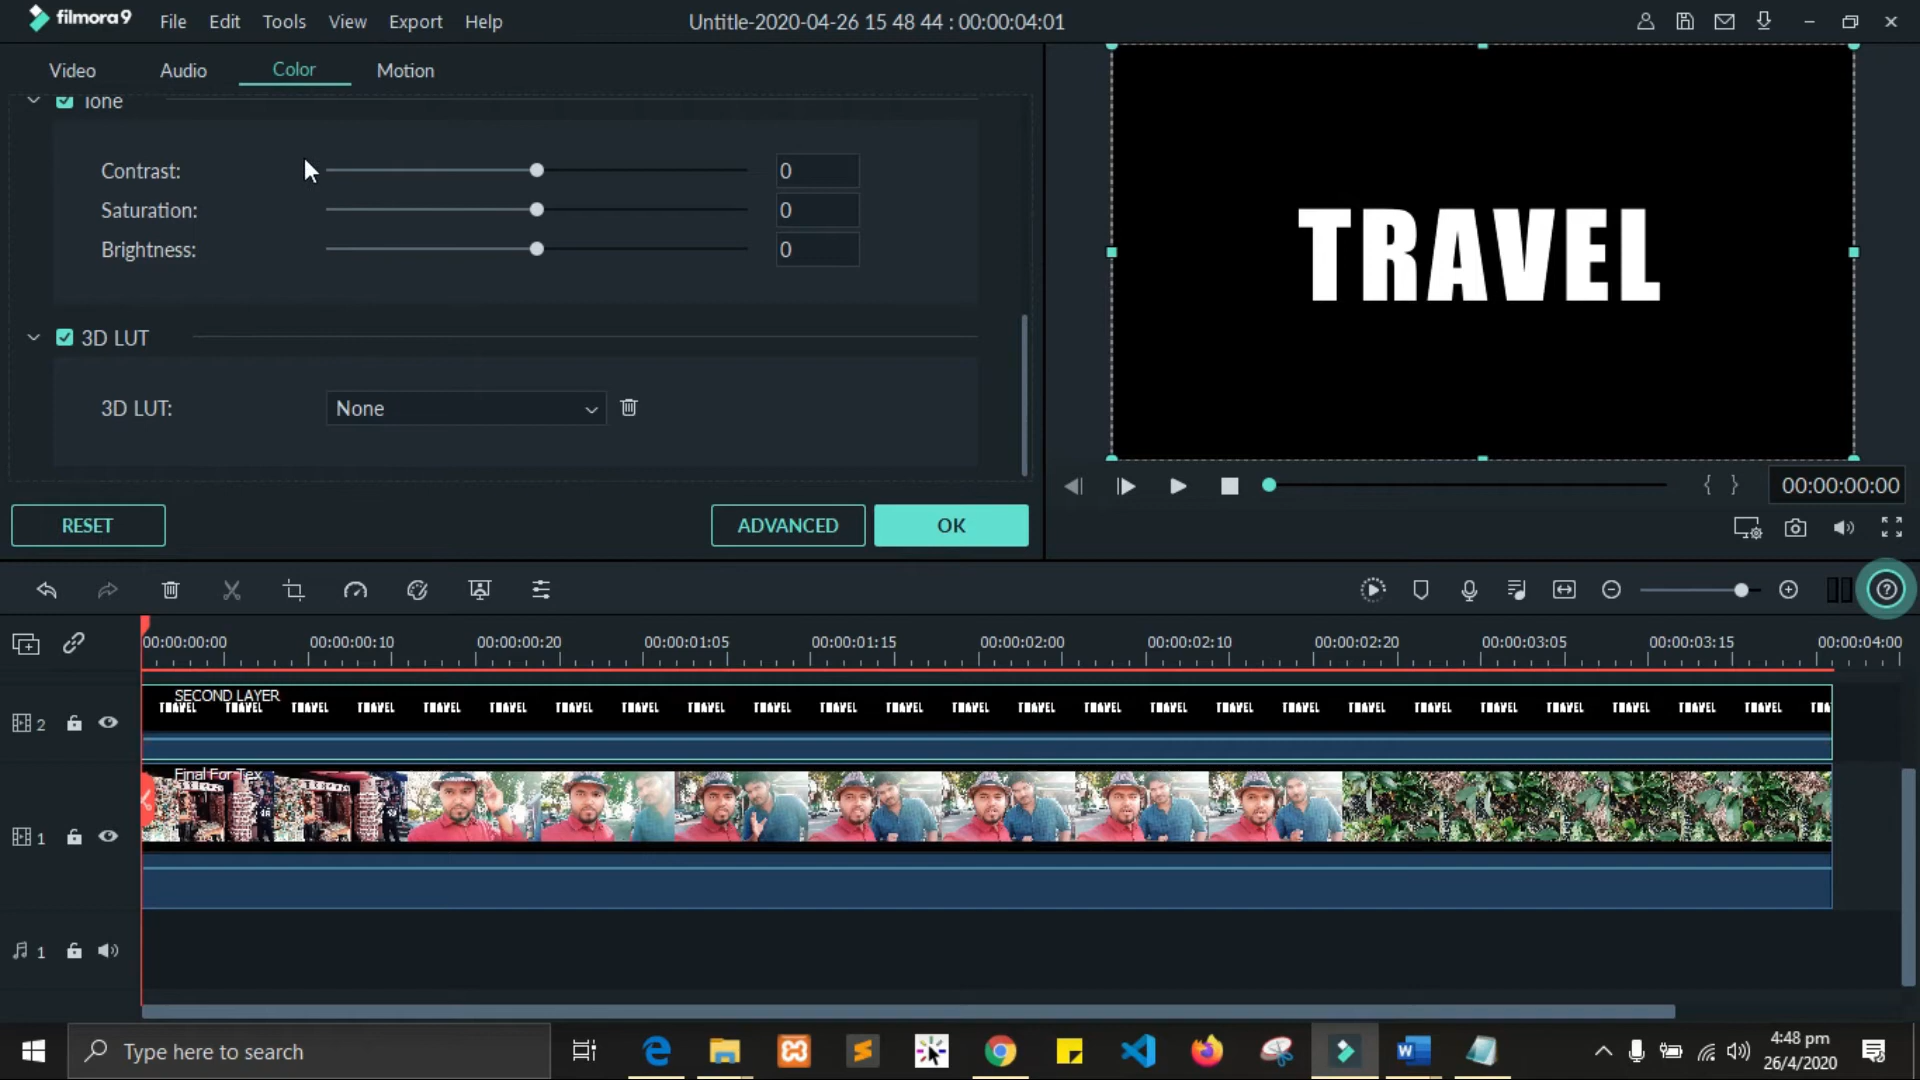 filmora9 File Edit Tools View Export Help Untitle-2020-04-26 15 48 44 : 00:00:04:01
Video Audio Color Motion
Tone
Contrast: 0
Saturation: 0
Brightness: 0
3D LUT
3D LUT: None
RESET ADVANCED OK
TRAVEL
{ } 00:00:00:00
00:00:00:00 00:00:00:10 00:00:00:20 00:00:01:05 00:00:01:15 00:00:02:00 00:00:02:10 00:00:02:20 00:00:03:05 00:00:03:15 00:00:04:00
SECOND LAYER
TRAVEL TRAVEL TRAVEL TRAVEL TRAVEL TRAVEL TRAVEL TRAVEL TRAVEL TRAVEL TRAVEL TRAVEL TRAVEL TRAVEL TRAVEL TRAVEL TRAVEL TRAVEL TRAVEL TRAVEL TRAVEL TRAVEL TRAVEL TRAVEL TRAVEL TRA
2
Final For Tex
1
1
Type here to search
4:48 pm
26/4/2020